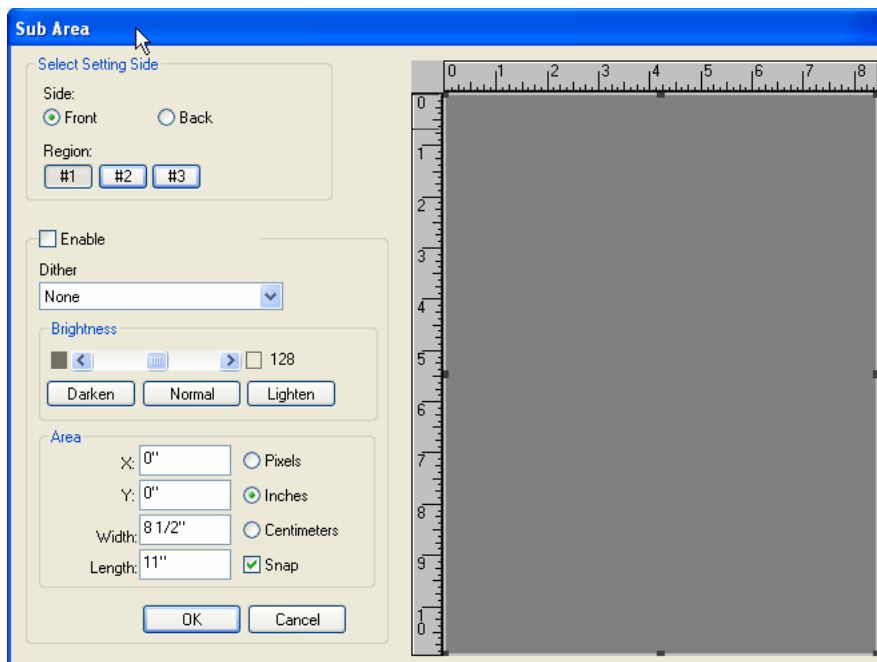 Sub Area
Select Setting Side
Side:
Front Back
Region:
#1 #2 #3
Enable
Dither
None
Brightness
128
Darken Normal Lighten
Area
X: 0" Pixels
Y: 0" Inches
Width: 8 1/2" Centimeters
Length: 11" Snap
OK Cancel
0 1 2 3 4 5 6 7 8
0
1
2
3
4
5
6
7
8
9
10